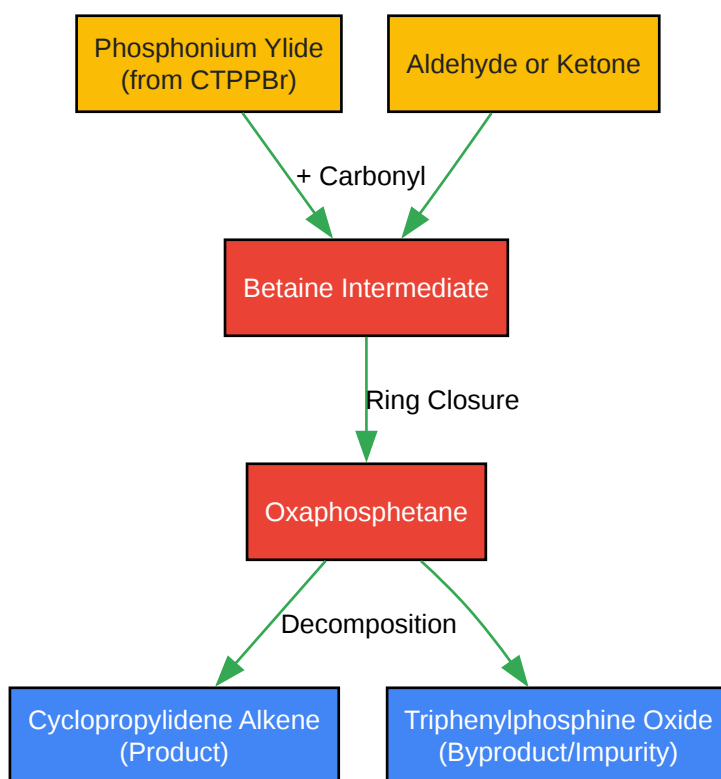 Phosphonium Ylide
(from CTPPBr)
Aldehyde or Ketone
+ Carbonyl
Betaine Intermediate
Ring Closure
Oxaphosphetane
Decomposition
Cyclopropylidene Alkene
(Product)
Triphenylphosphine Oxide
(Byproduct/Impurity)